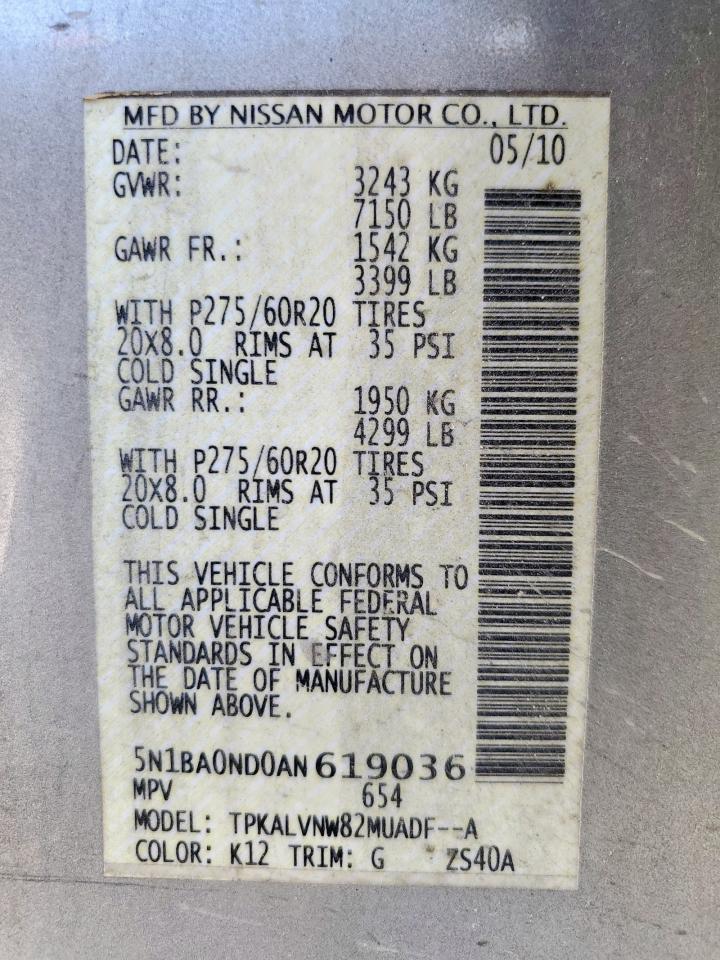 MFD BY NISSAN MOTOR CO., LTD.
DATE: 05/10
GVWR: 3243 KG
7150 LB
GAWR FR.: 1542 KG
3399 LB
WITH P275/60R20 TIRES
20X8.0 RIMS AT 35 PSI
COLD SINGLE
GAWR RR.: 1950 KG
4299 LB
WITH P275/60R20 TIRES
20X8.0 RIMS AT 35 PSI
COLD SINGLE
THIS VEHICLE CONFORMS TO
ALL APPLICABLE FEDERAL
MOTOR VEHICLE SAFETY
STANDARDS IN EFFECT ON
THE DATE OF MANUFACTURE
SHOWN ABOVE.
5N1BA0ND0AN619036
MPV 654
MODEL: TPKALVNW82MUADF--A
COLOR: K12 TRIM: G ZS40A